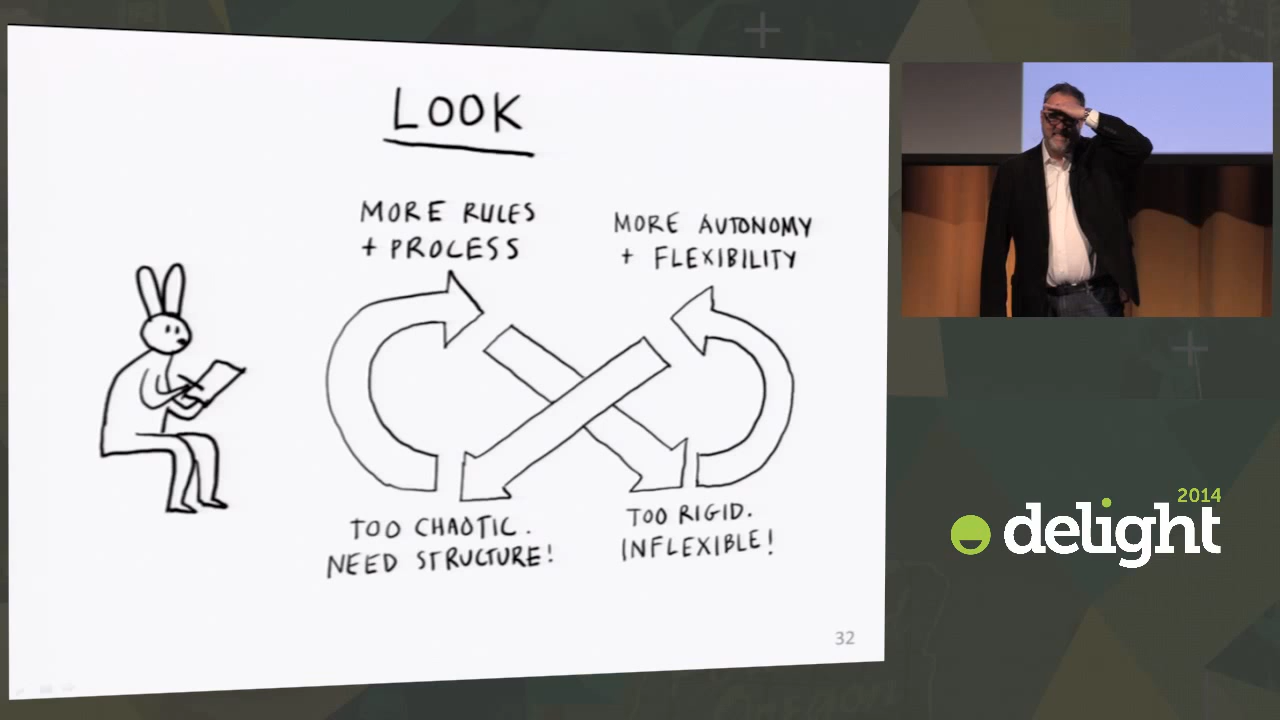 LOOK
MORE RULES
+ PROCESS
MORE AUTONOMY
+ FLEXIBILITY
TOO CHAOTIC.
NEED STRUCTURE!
TOO RIGID.
INFLEXIBLE!
32
2014
delight